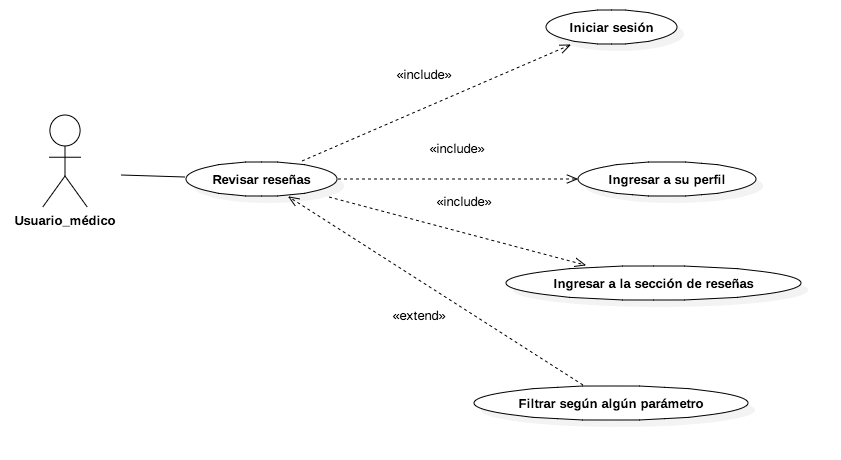 Iniciar sesión
«include»
«include»
Revisar reseñas
Ingresar a su perfil
«include»
Usuario_médico
Ingresar a la sección de reseñas
«extend»
Filtrar según algún parámetro